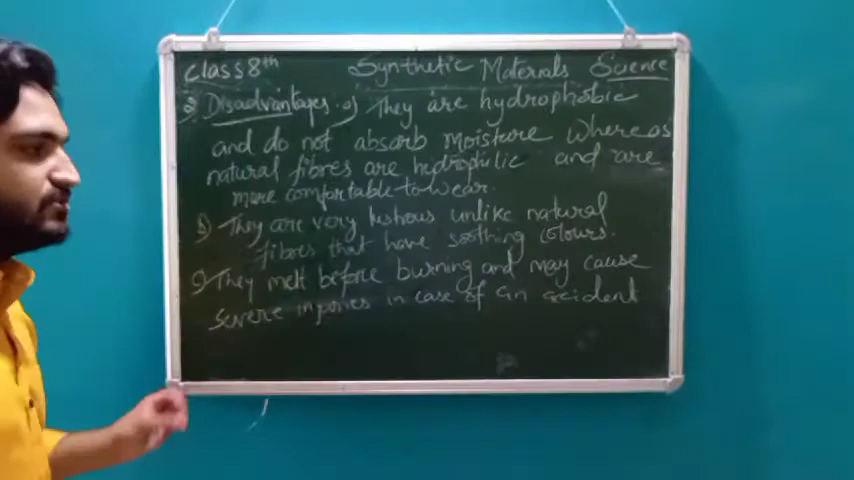 Class 8th Synthetic Materials Science
2) Disadvantages a) They are hydrophobic
and do not absorb Moisture Whereas
natural fibres are hydrophilic and are
more comfortable to wear.
b) They are very lustrous unlike natural
fibres that have soothing colours.
c) They melt before burning and may cause
severe injuries in case of an accident